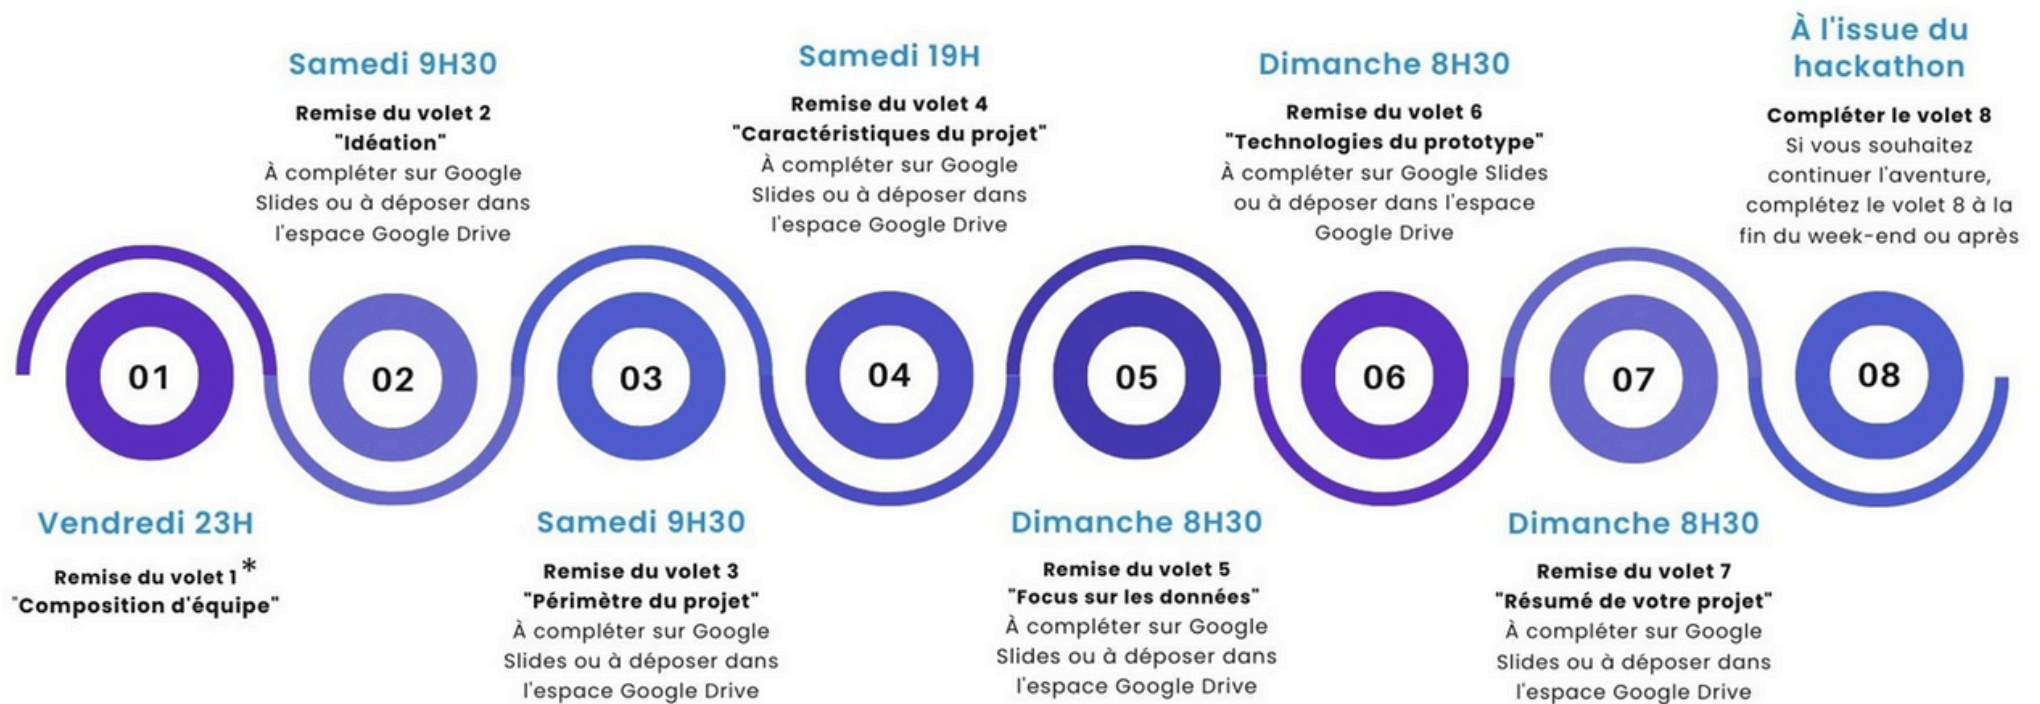 Vendredi 23H
Remise du volet 1*
"Composition d'équipe"
01
Samedi 9H30
Remise du volet 2
"Idéation"
À compléter sur Google
Slides ou à déposer dans
l'espace Google Drive
02
Samedi 9H30
Remise du volet 3
"Périmètre du projet"
À compléter sur Google
Slides ou à déposer dans
l'espace Google Drive
03
Samedi 19H
Remise du volet 4
"Caractéristiques du projet"
À compléter sur Google
Slides ou à déposer dans
l'espace Google Drive
04
Dimanche 8H30
Remise du volet 5
"Focus sur les données"
À compléter sur Google
Slides ou à déposer dans
l'espace Google Drive
05
Dimanche 8H30
Remise du volet 6
"Technologies du prototype"
À compléter sur Google Slides
ou à déposer dans l'espace
Google Drive
06
Dimanche 8H30
Remise du volet 7
"Résumé de votre projet"
À compléter sur Google
Slides ou à déposer dans
l'espace Google Drive
07
À l'issue du
hackathon
Compléter le volet 8
Si vous souhaitez
continuer l'aventure,
complétez le volet 8 à la
fin du week-end ou après
08